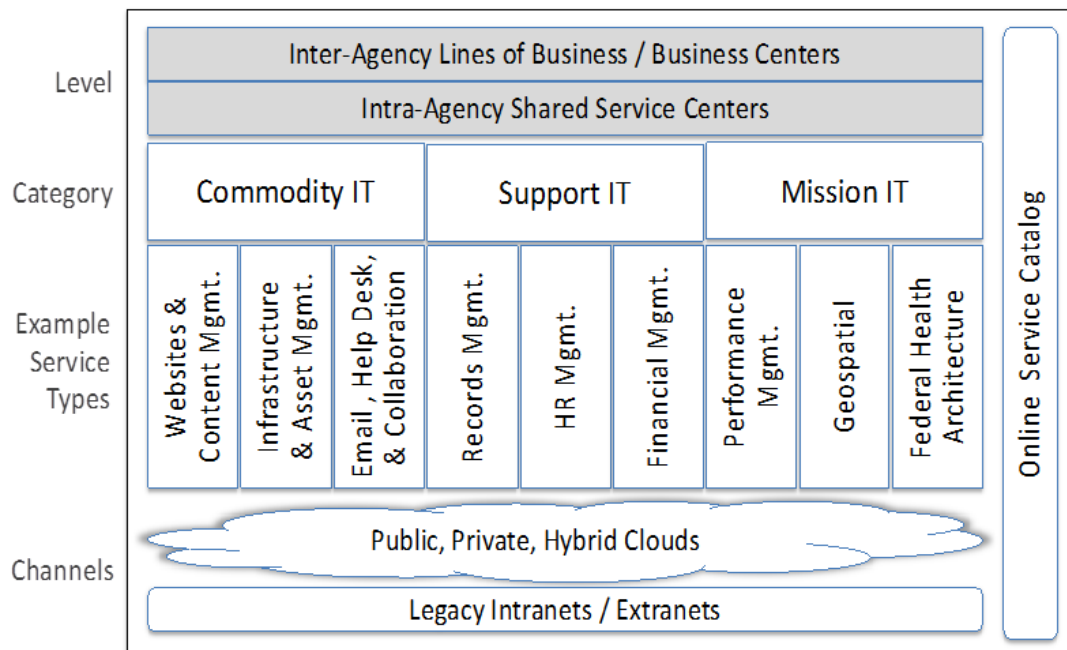 Level
Inter-Agency Lines of Business / Business Centers
Intra-Agency Shared Service Centers
Category
Commodity IT
Support IT
Mission IT
Example
Service
Types
Websites &
Content Mgmt.
Infrastructure
& Asset Mgmt.
Email , Help Desk,
& Collaboration
Records Mgmt.
HR Mgmt.
Financial Mgmt.
Performance
Mgmt.
Geospatial
Federal Health
Architecture
Channels
Public, Private, Hybrid Clouds
Legacy Intranets / Extranets
Online Service Catalog